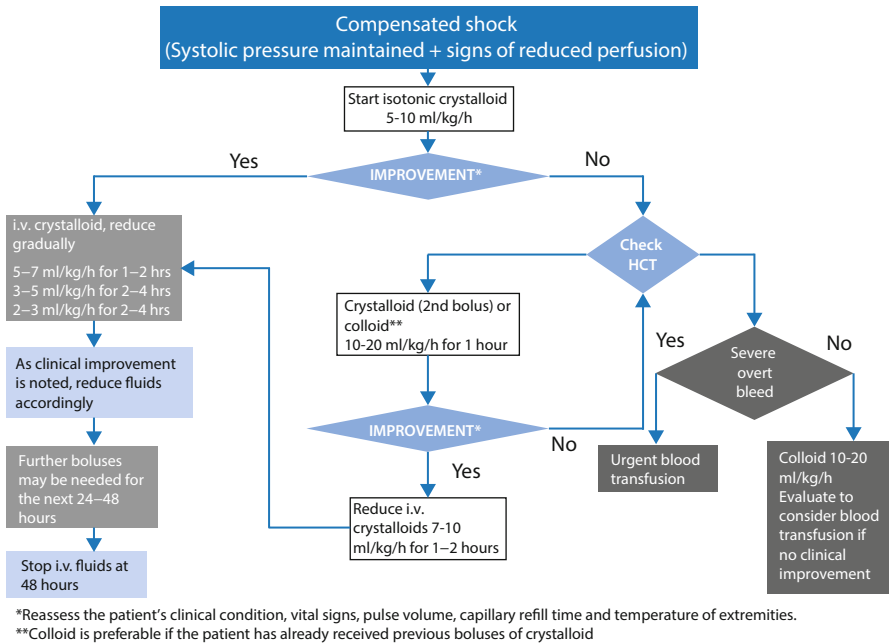 Compensated shock
(Systolic pressure maintained + signs of reduced perfusion)
Start isotonic crystalloid
5-10 ml/kg/h
Yes
IMPROVEMENT*
No
i.v. crystalloid, reduce
gradually
5–7 ml/kg/h for 1–2 hrs
3–5 ml/kg/h for 2–4 hrs
2–3 ml/kg/h for 2–4 hrs
Check
HCT
Crystalloid (2nd bolus) or
colloid**
10-20 ml/kg/h for 1 hour
Yes
Severe
overt
bleed
No
As clinical improvement
is noted, reduce fluids
accordingly
IMPROVEMENT*
No
Yes
Further boluses
may be needed for
the next 24–48
hours
Urgent blood
transfusion
Colloid 10-20
ml/kg/h
Evaluate to
consider blood
transfusion if
no clinical
improvement
Reduce i.v.
crystalloids 7-10
ml/kg/h for 1–2 hours
Stop i.v. fluids at
48 hours
*Reassess the patient’s clinical condition, vital signs, pulse volume, capillary refill time and temperature of extremities.
**Colloid is preferable if the patient has already received previous boluses of crystalloid